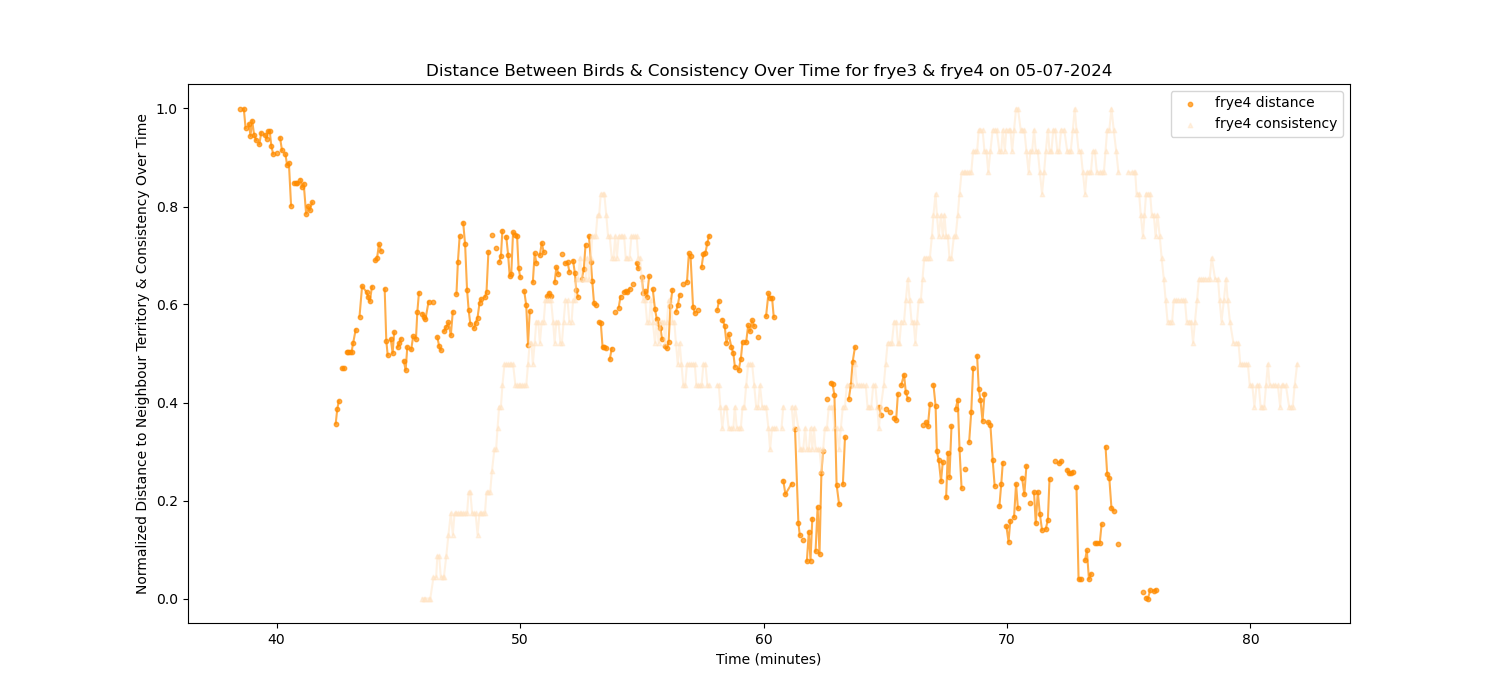 Distance Between Birds & Consistency Over Time for frye3 & frye4 on 05-07-2024
frye4 distance
frye4 consistency
Normalized Distance to Neighbour Territory & Consistency Over Time
1.0
0.8
0.6
0.4
0.2
0.0
40
50
60
70
80
Time (minutes)